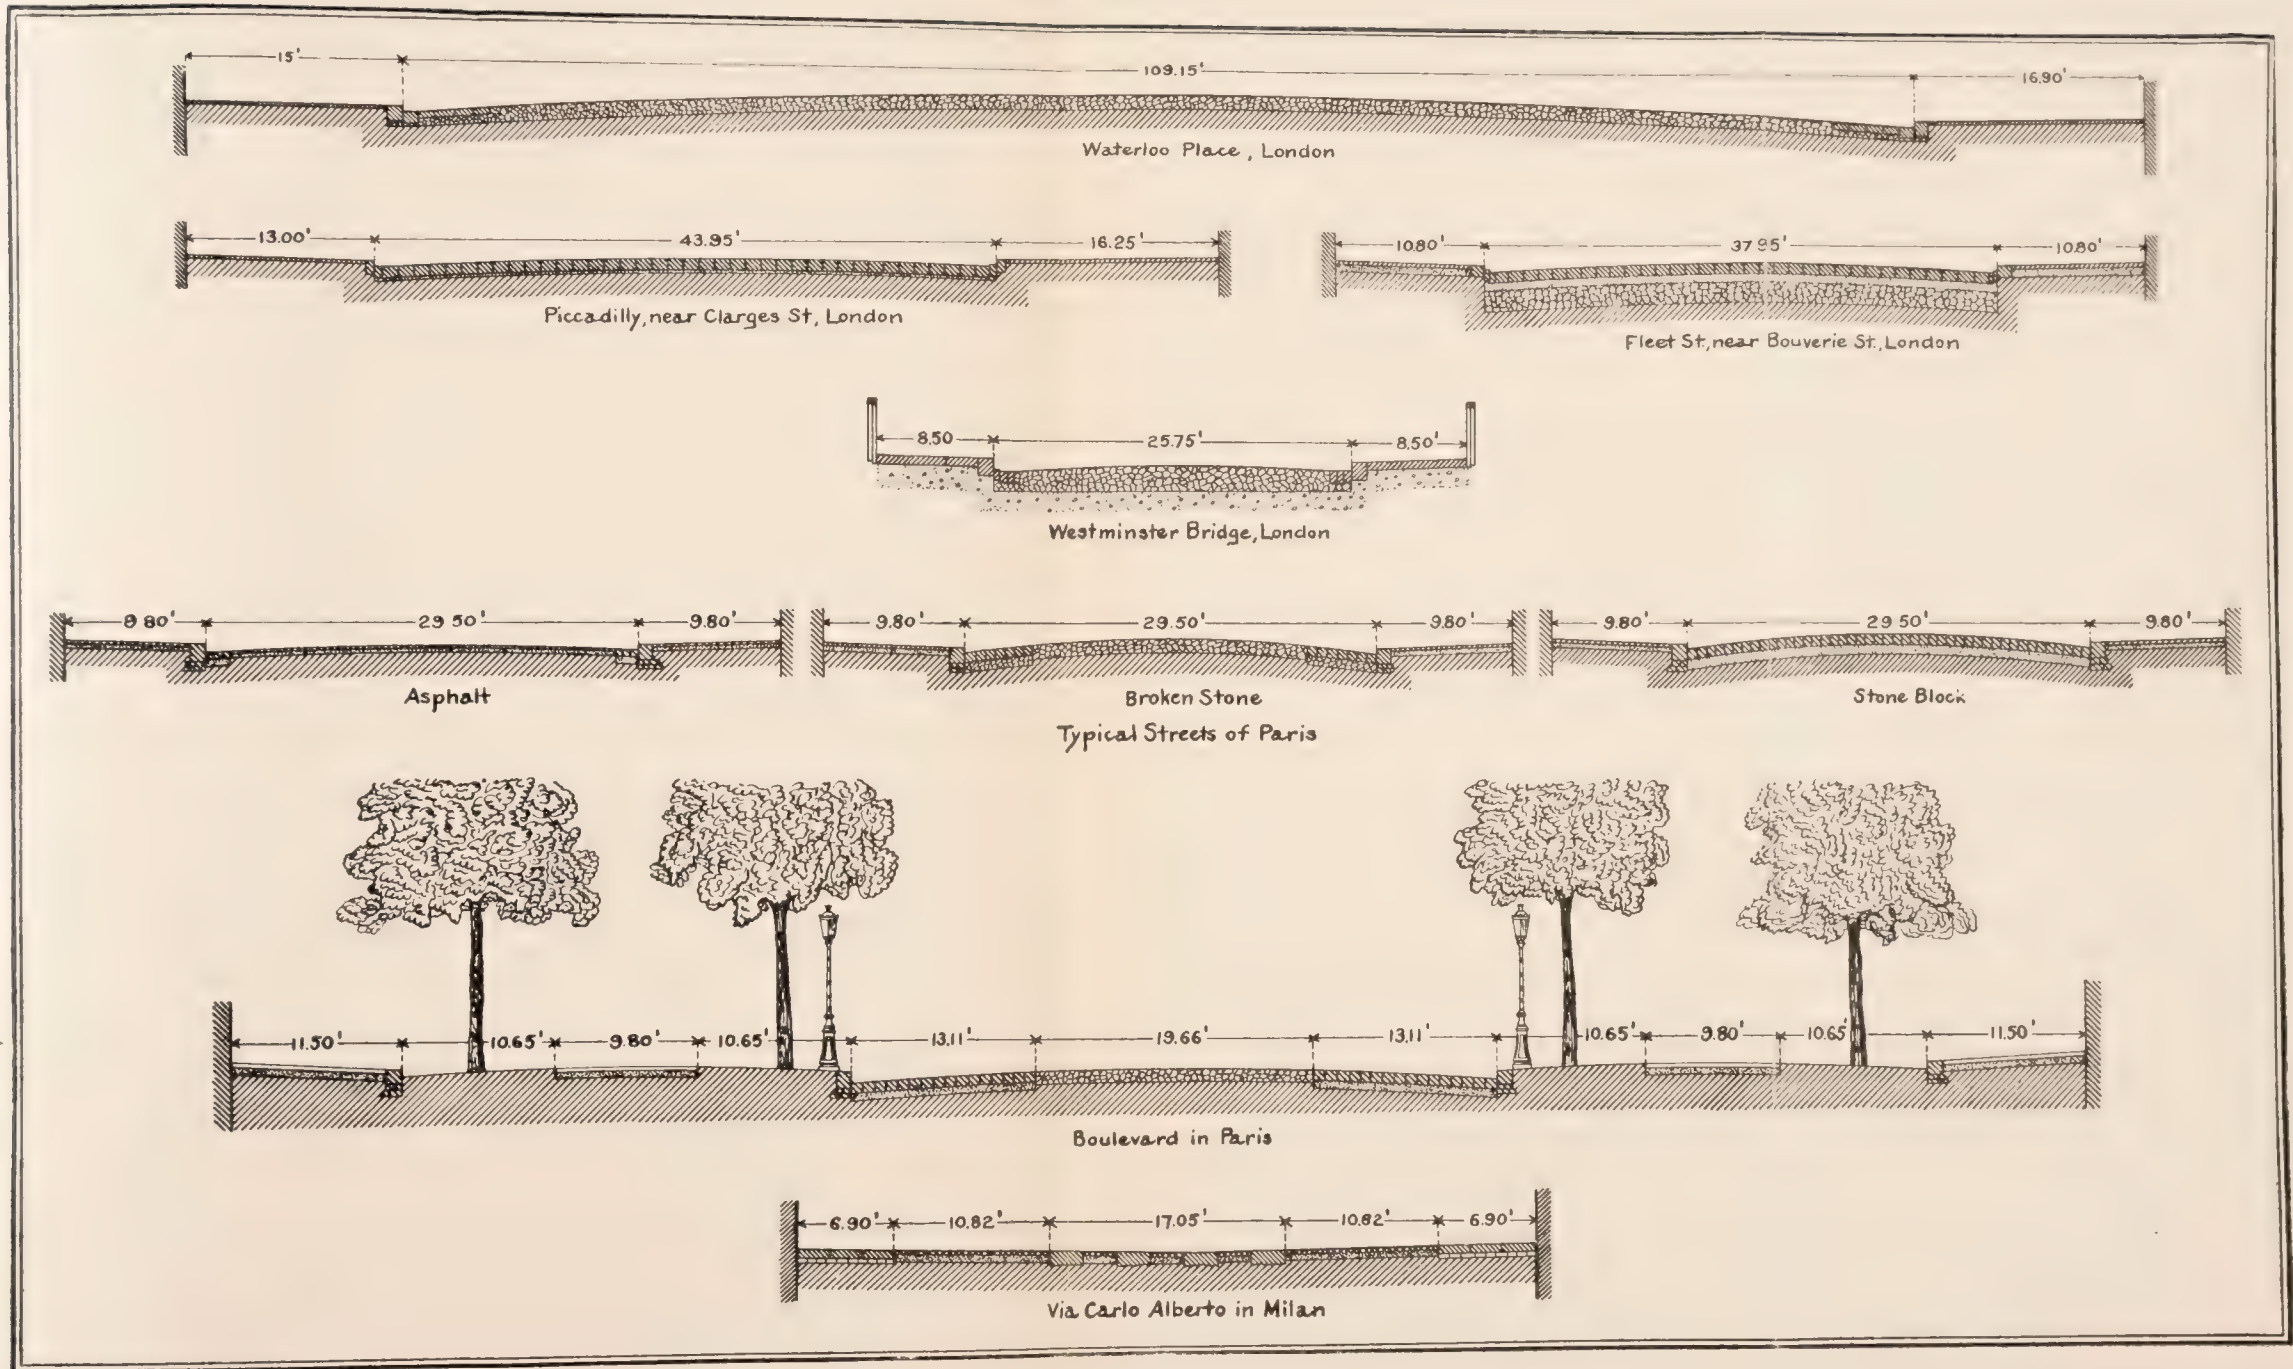 15' 109.15' 16.90'
Waterloo Place, London
13.00' 43.95' 16.25' 10.80' 37 95' 10.80'
Piccadilly, near Clarges St, London
Fleet St., near Bouverie St., London
8.50 25.75' 8.50'
Westminster Bridge, London
9 80' 29 50' 9.80' 9.80' 29.50' 9.80' 9.80' 29 50' 9.80'
Asphalt Broken Stone Stone Block
Typical Streets of Paris
11.50' 10.65' 9.80' 10.65' 13.11' 19.66' 13.11' 10.65' 9.80' 10.65' 11.50'
Boulevard in Paris
6.90' 10.82' 17.05' 10.82' 6.90'
Via Carlo Alberto in Milan